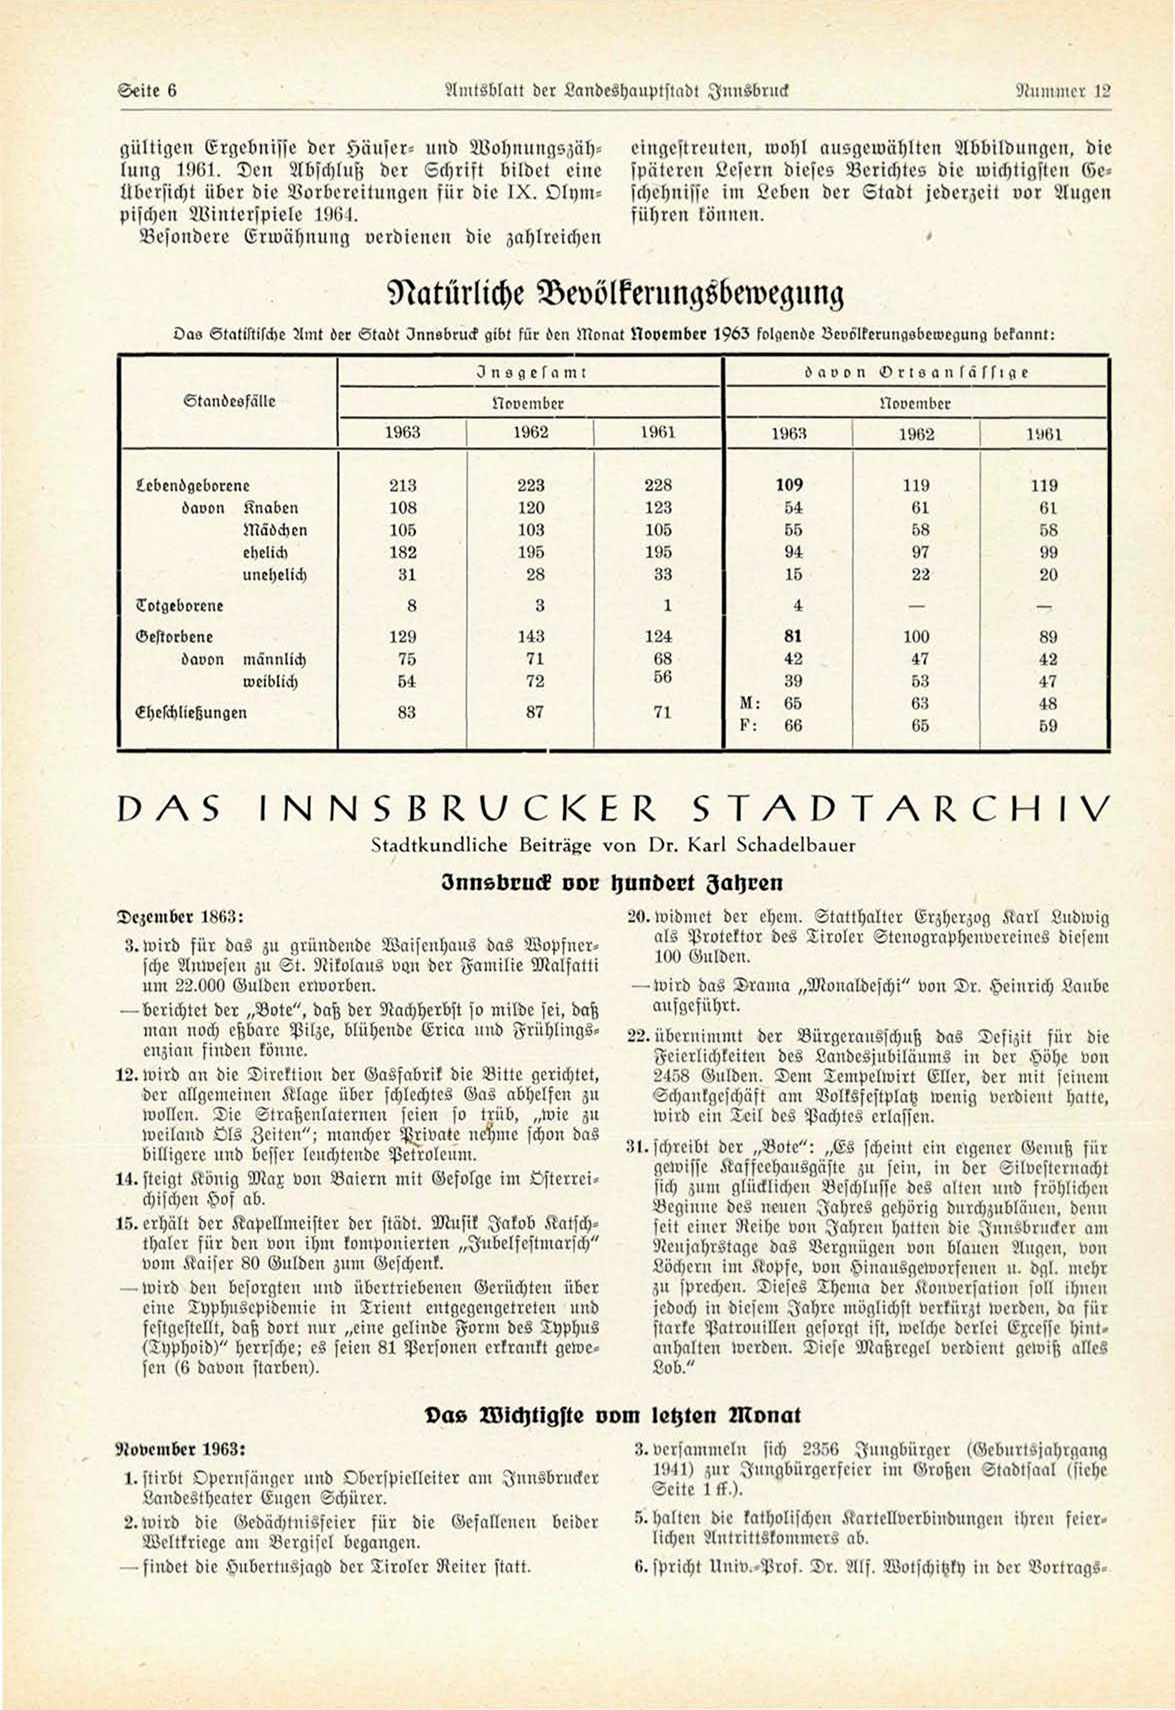 Seite 6 Amtsblatt der Landeshauptstadt Innsbruck Nummer 12
gültigen Ergebnisse der Häuser- und Wohnungszäh-
lung 1961. Den Abschluß der Schrift bildet eine
Übersicht über die Vorbereitungen für die IX. Olym-
pischen Winterspiele 1964.
Besondere Erwähnung verdienen die zahlreichen
eingestreuten, wohl ausgewählten Abbildungen, die
späteren Lesern dieses Berichtes die wichtigsten Ge-
schehnisse im Leben der Stadt jederzeit vor Augen
führen können.
Natürliche Bevölkerungsbewegung
Das Statistische Amt der Stadt Innsbruck gibt für den Monat November 1963 folgende Bevölkerungsbewegung bekannt:
Standesfälle Insgesamt davon Ortsansässige
November November
1963 1962 1961 1963 1962 1961
Lebendgeborene 213 223 228 109 119 119
davon Knaben 108 120 123 54 61 61
Mädchen 105 103 105 55 58 58
ehelich 182 195 195 94 97 99
unehelich 31 28 33 15 22 20
Totgeborene 8 3 1 4 — —
Gestorbene 129 143 124 81 100 89
davon männlich 75 71 68 42 47 42
weiblich 54 72 56 39 53 47
Eheschließungen 83 87 71 M: 65 63 48
F: 66 65 59
DAS INNSBRUCKER STADTARCHIV
Stadtkundliche Beiträge von Dr. Karl Schadelbauer
Innsbruck vor hundert Jahren
Dezember 1863:
3. wird für das zu gründende Waisenhaus das Wopfner-
sche Anwesen zu St. Nikolaus von der Familie Malfatti
um 22.000 Gulden erworben.
— berichtet der „Bote“, daß der Nachherbst so milde sei, daß
man noch eßbare Pilze, blühende Erica und Frühlings-
enzian finden könne.
12. wird an die Direktion der Gasfabrik die Bitte gerichtet,
der allgemeinen Klage über schlechtes Gas abhelfen zu
wollen. Die Straßenlaternen seien so trüb, „wie zu
weiland Öls Zeiten“; mancher Private nehme schon das
billigere und besser leuchtende Petroleum.
14. steigt König Max von Baiern mit Gefolge im Österrei-
chischen Hof ab.
15. erhält der Kapellmeister der städt. Musik Jakob Katsch-
thaler für den von ihm komponierten „Jubelfestmarsch“
vom Kaiser 80 Gulden zum Geschenk.
— wird den besorgten und übertriebenen Gerüchten über
eine Typhusepidemie in Trient entgegengetreten und
festgestellt, daß dort nur „eine gelinde Form des Typhus
(Typhoid)“ herrsche; es seien 81 Personen erkrankt gewe-
sen (6 davon starben).
20. widmet der ehem. Statthalter Erzherzog Karl Ludwig
als Protektor des Tiroler Stenographenvereines diesem
100 Gulden.
— wird das Drama „Monaldeschi“ von Dr. Heinrich Laube
aufgeführt.
22. übernimmt der Bürgerausschuß das Defizit für die
Feierlichkeiten des Landesjubiläums in der Höhe von
2458 Gulden. Dem Tempelwirt Eller, der mit seinem
Schankgeschäft am Volksfestplatz wenig verdient hatte,
wird ein Teil des Pachtes erlassen.
31. schreibt der „Bote“: „Es scheint ein eigener Genuß für
gewisse Kaffeehausgäste zu sein, in der Silvesternacht
sich zum glücklichen Beschlusse des alten und fröhlichen
Beginne des neuen Jahres gehörig durchzubläuen, denn
seit einer Reihe von Jahren hatten die Innsbrucker am
Neujahrstage das Vergnügen von blauen Augen, von
Löchern im Kopfe, von Hinausgeworfenen u. dgl. mehr
zu sprechen. Dieses Thema der Konversation soll ihnen
jedoch in diesem Jahre möglichst verkürzt werden, da für
starke Patrouillen gesorgt ist, welche derlei Excesse hint-
anhalten werden. Diese Maßregel verdient gewiß alles
Lob.“
Das Wichtigste vom letzten Monat
November 1963:
1. stirbt Opernsänger und Oberspielleiter am Innsbrucker
Landestheater Eugen Schürer.
2. wird die Gedächtnisfeier für die Gefallenen beider
Weltkriege am Bergisel begangen.
— findet die Hubertusjagd der Tiroler Reiter statt.
3. versammeln sich 2356 Jungbürger (Geburtsjahrgang
1941) zur Jungbürgerfeier im Großen Stadtsaal (siehe
Seite 1 ff.).
5. halten die katholischen Kartellverbindungen ihren feier-
lichen Antrittskommers ab.
6. spricht Univ.-Prof. Dr. Alf. Wotschitzky in der Vortrags-